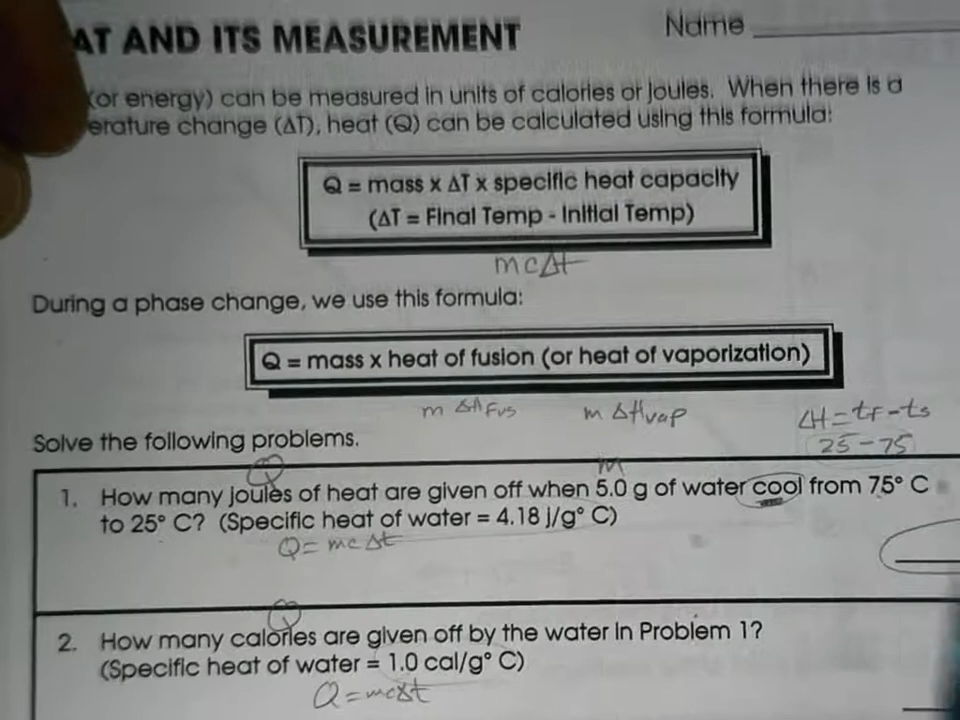 AT AND ITS MEASUREMENT Name
(or energy) can be measured in units of calories or joules. When there is a
erature change (ΔT), heat (Q) can be calculated using this formula:
Q = mass x ΔT x specific heat capacity
(ΔT = Final Temp - Initial Temp)
mcΔt
During a phase change, we use this formula:
Q = mass x heat of fusion (or heat of vaporization)
m ΔH Fus m ΔHvap ΔH = tF - ts
Solve the following problems. 25 - 75
Q m
1. How many joules of heat are given off when 5.0 g of water cool from 75° C
to 25° C? (Specific heat of water = 4.18 j/g° C)
Q = mcΔt
Q
2. How many calories are given off by the water in Problem 1?
(Specific heat of water = 1.0 cal/g° C)
Q = mcΔt